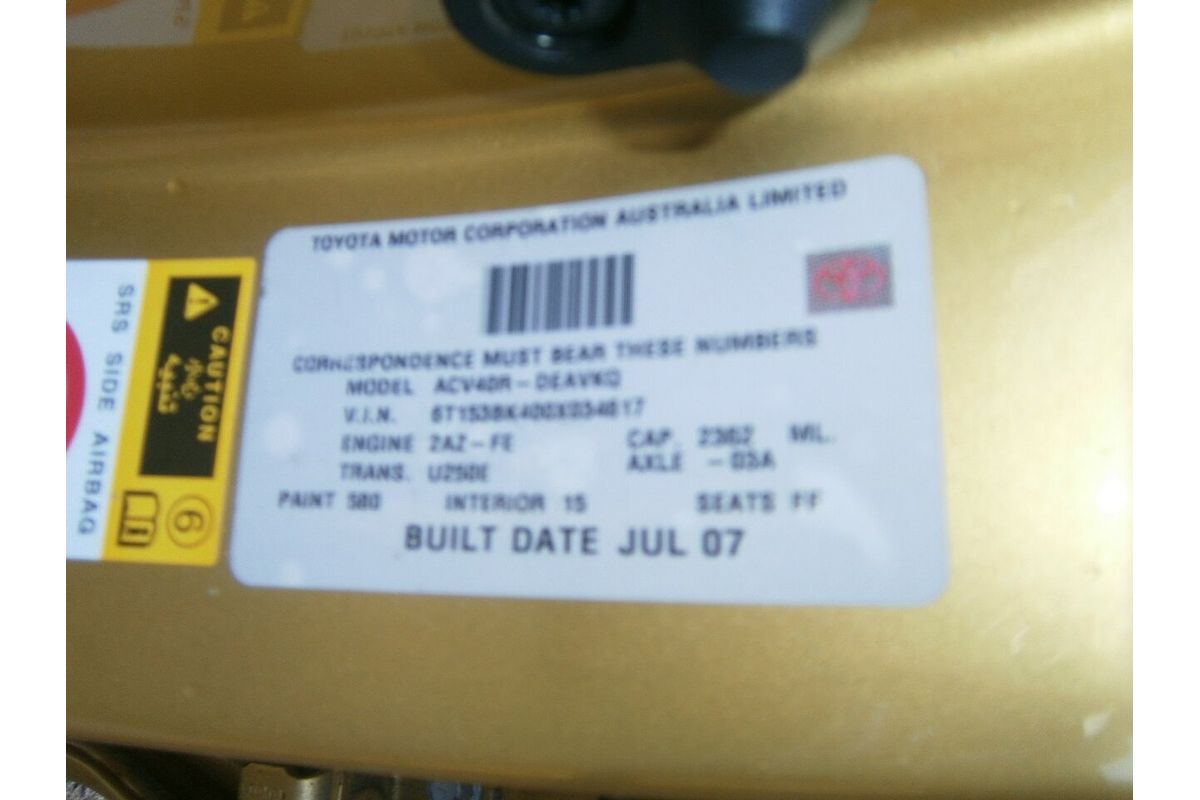 TOYOTA MOTOR CORPORATION AUSTRALIA LIMITED
CORRESPONDENCE MUST BEAR THESE NUMBERS
MODEL ACV40R-DEAVKQ
V.I.N.
ENGINE 2AZ-FE CAP. 2362 ML.
TRANS. U250E AXLE -03A
PAINT 5B0 INTERIOR 15 SEATS FF
BUILT DATE JUL 07
CAUTION
6
SRS SIDE AIRBAG